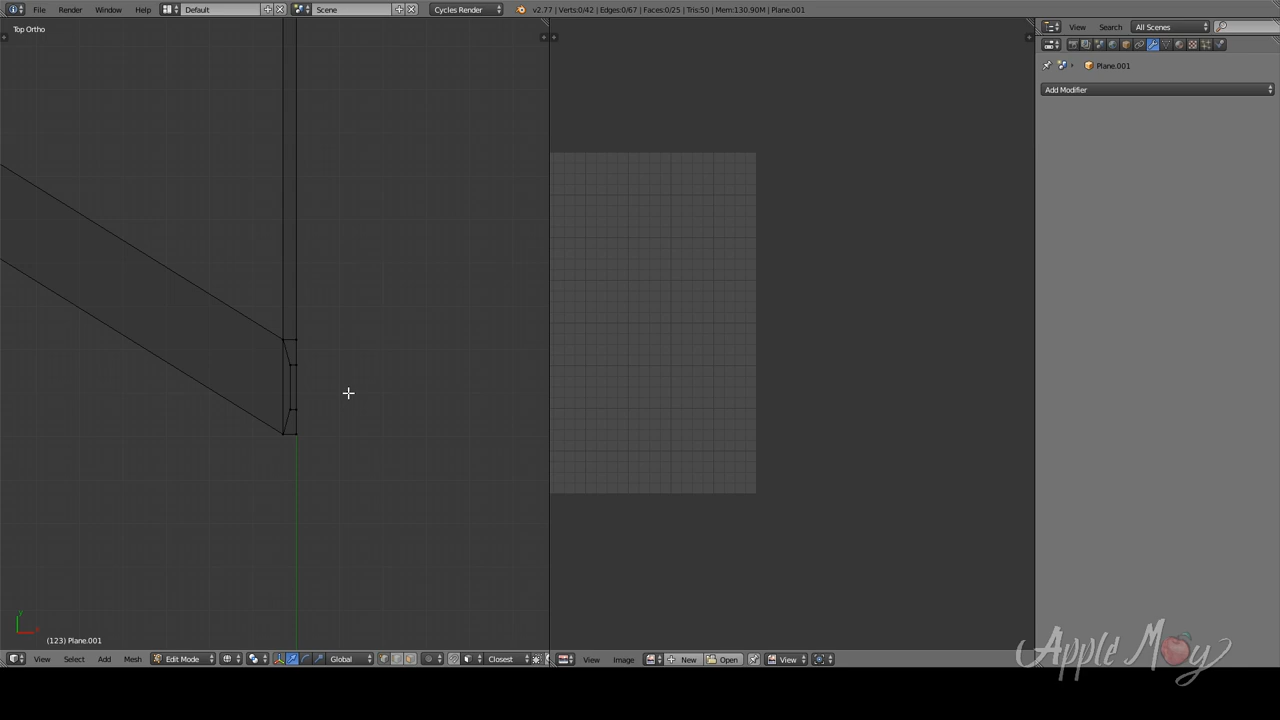 File Render Window Help Default Scene Cycles Render v2.77 | Verts:0/42 | Edges:0/67 | Faces:0/25 | Tris:50 | Mem:130.90M | Plane.001
Top Ortho
View Search All Scenes
Plane.001
Add Modifier
y
x
(123) Plane.001
View Select Add Mesh Edit Mode Global Closest
View Image New Open View
Apple May